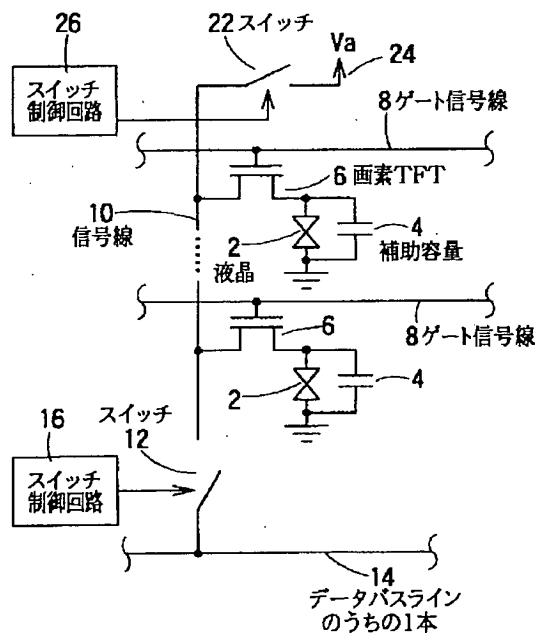 26
スイッチ
制御回路
22 スイッチ
Va
24
8 ゲート信号線
6 画素TFT
10
信号線
2
液晶
4
補助容量
8 ゲート信号線
6
2
4
スイッチ
12
16
スイッチ
制御回路
14
データバスライン
のうちの1本